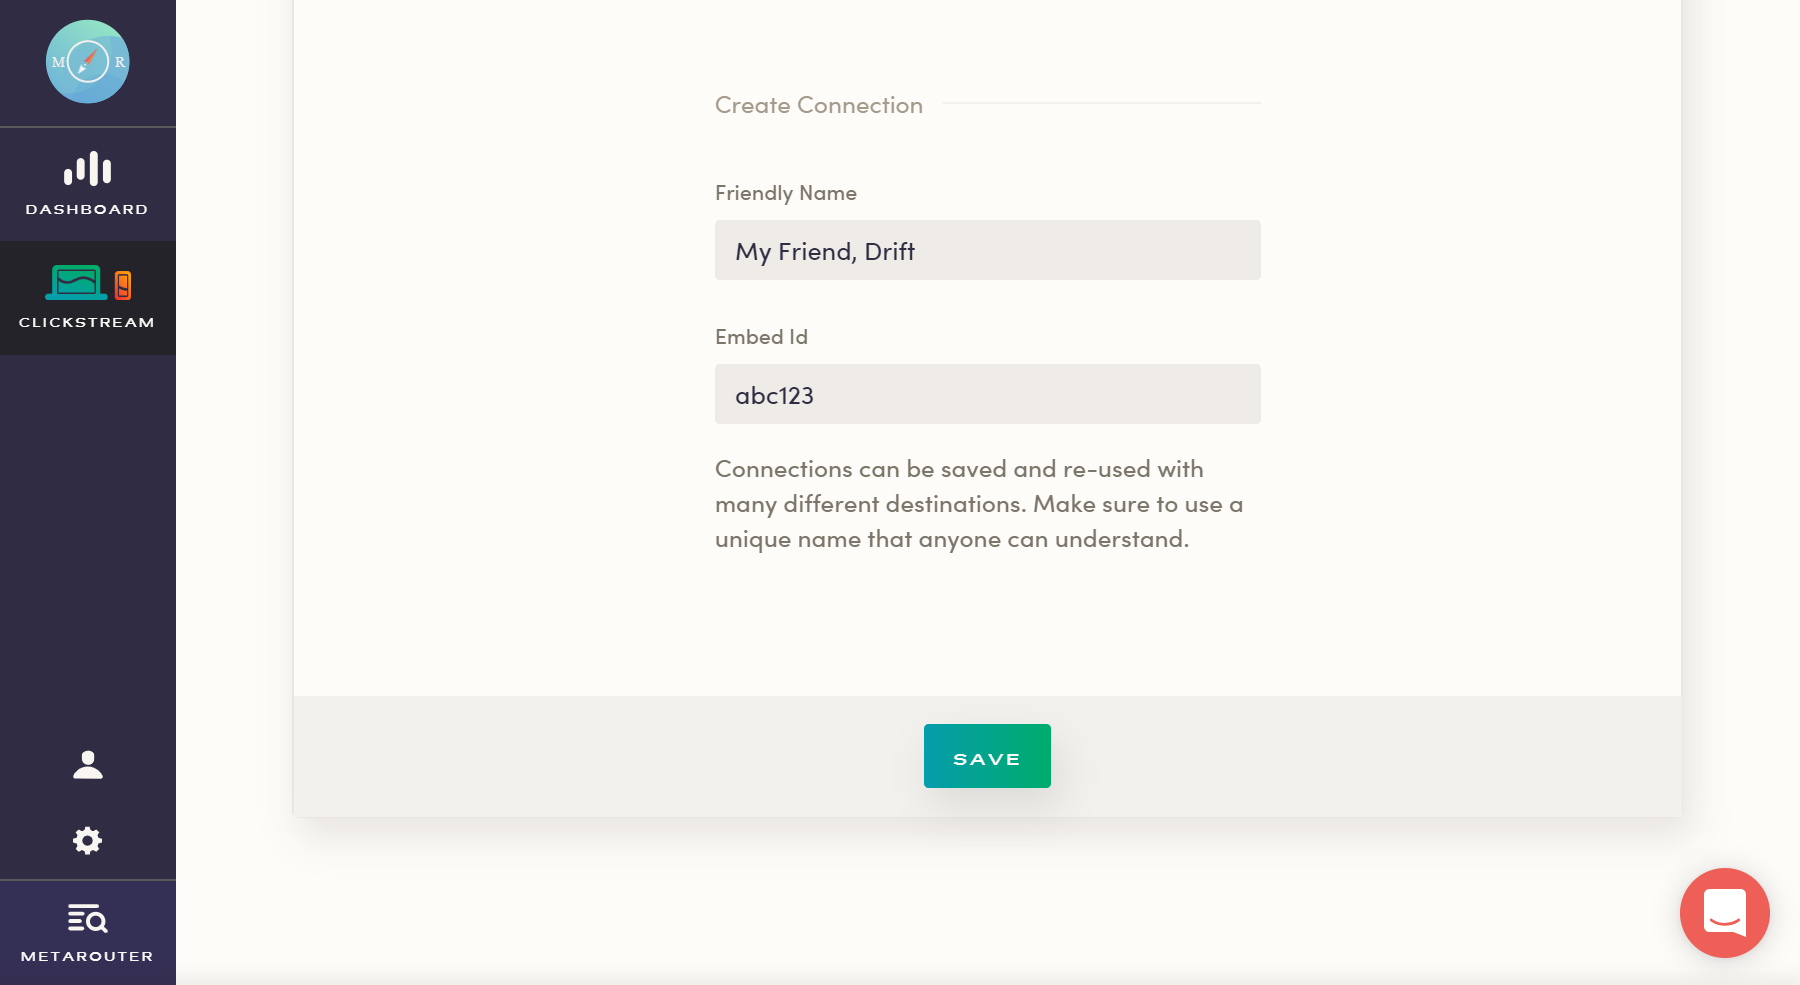 M R
DASHBOARD
CLICKSTREAM
METAROUTER
Create Connection
Friendly Name
My Friend, Drift
Embed Id
abc123
Connections can be saved and re-used with
many different destinations. Make sure to use a
unique name that anyone can understand.
SAVE